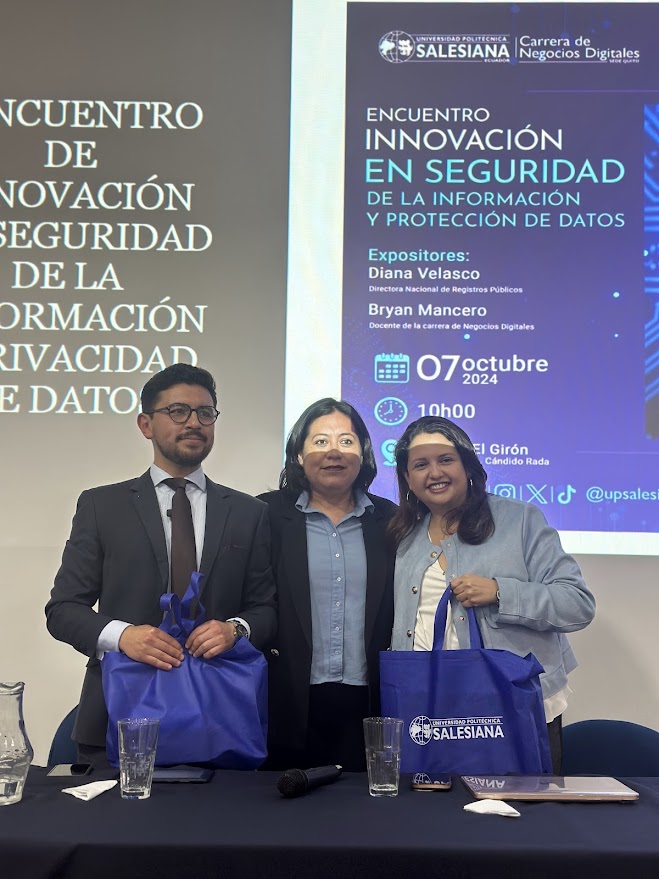 NCUENTRO
DE
NOVACIÓN
SEGURIDAD
DE LA
ORMACIÓN
RIVACIDAD
E DATOS
UNIVERSIDAD POLITÉCNICA
SALESIANA
ECUADOR
Carrera de
Negocios Digitales
SEDE QUITO
ENCUENTRO
INNOVACIÓN
EN SEGURIDAD
DE LA INFORMACIÓN
Y PROTECCIÓN DE DATOS
Expositores:
Diana Velasco
Directora Nacional de Registros Públicos
Bryan Mancero
Docente de la carrera de Negocios Digitales
07 octubre
2024
10h00
El Girón
Cándido Rada
@upsalesi
UNIVERSIDAD POLITÉCNICA
SALESIANA